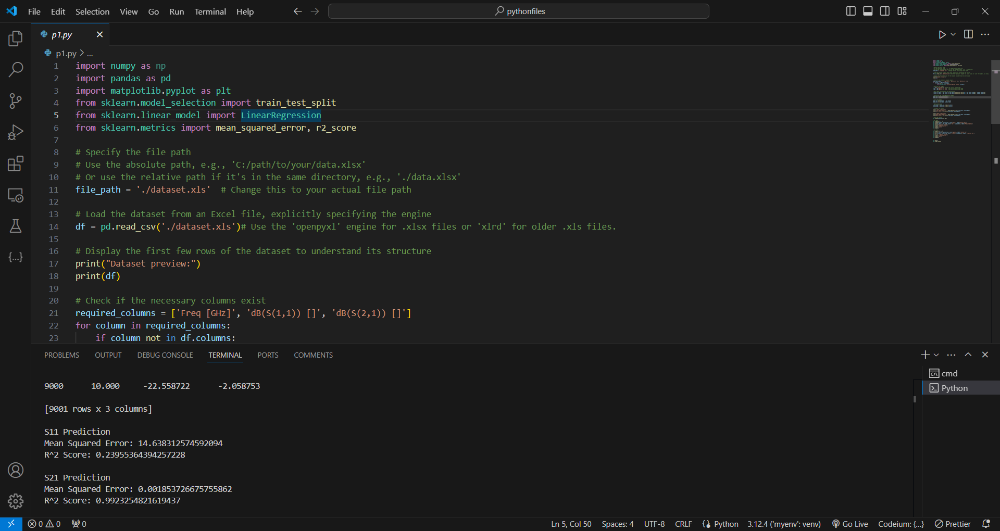 File Edit Selection View Go Run Terminal Help
pythonfiles
p1.py
p1.py > ...
1 import numpy as np
2 import pandas as pd
3 import matplotlib.pyplot as plt
4 from sklearn.model_selection import train_test_split
5 from sklearn.linear_model import LinearRegression
6 from sklearn.metrics import mean_squared_error, r2_score
7
8 # Specify the file path
9 # Use the absolute path, e.g., 'C:/path/to/your/data.xlsx'
10 # Or use the relative path if it's in the same directory, e.g., './data.xlsx'
11 file_path = './dataset.xls'  # Change this to your actual file path
12
13 # Load the dataset from an Excel file, explicitly specifying the engine
14 df = pd.read_csv('./dataset.xls')# Use the 'openpyxl' engine for .xlsx files or 'xlrd' for older .xls files.
15
16 # Display the first few rows of the dataset to understand its structure
17 print("Dataset preview:")
18 print(df)
19
20 # Check if the necessary columns exist
21 required_columns = ['Freq [GHz]', 'dB(S(1,1)) []', 'dB(S(2,1)) []']
22 for column in required_columns:
23     if column not in df.columns:
PROBLEMS OUTPUT DEBUG CONSOLE TERMINAL PORTS COMMENTS
cmd
Python
9000 10.000 -22.558722 -2.058753
[9001 rows x 3 columns]
S11 Prediction
Mean Squared Error: 14.638312574592094
R^2 Score: 0.23955364394257228
S21 Prediction
Mean Squared Error: 0.001853726675755862
R^2 Score: 0.9923254821619437
0 0 0 Ln 5, Col 50 Spaces: 4 UTF-8 CRLF Python 3.12.4 ('myenv': venv) Go Live Codeium: {...} Prettier